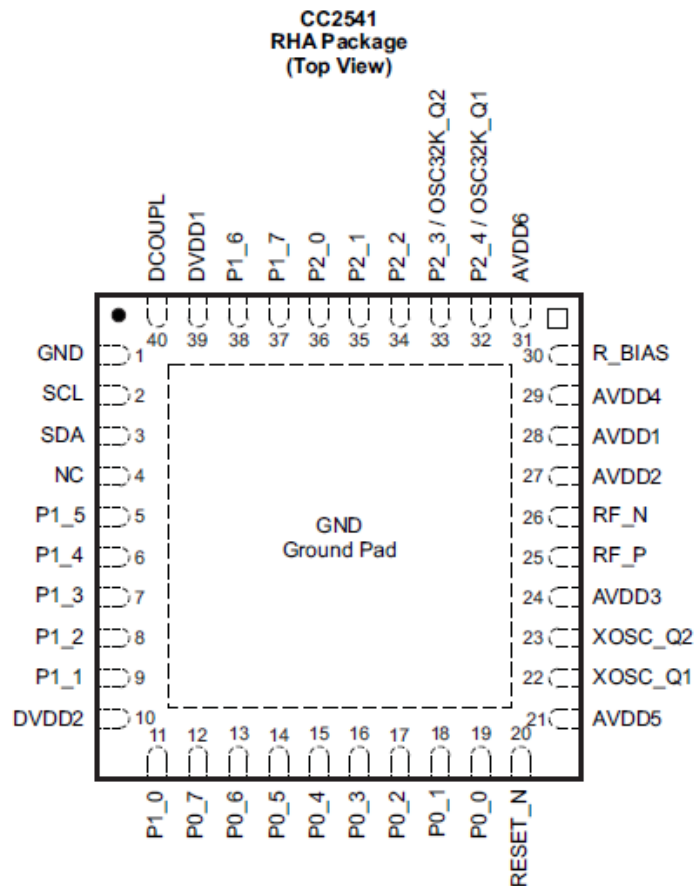 CC2541
RHA Package
(Top View)
DCOUPL
DVDD1
P1_6
P1_7
P2_0
P2_1
P2_2
P2_3 / OSC32K_Q2
P2_4 / OSC32K_Q1
AVDD6
40 39 38 37 36 35 34 33 32 31
GND 1 30 R_BIAS
SCL 2 29 AVDD4
SDA 3 28 AVDD1
NC 4 27 AVDD2
P1_5 5 26 RF_N
P1_4 6 25 RF_P
P1_3 7 24 AVDD3
P1_2 8 23 XOSC_Q2
P1_1 9 22 XOSC_Q1
DVDD2 10 21 AVDD5
GND
Ground Pad
11 12 13 14 15 16 17 18 19 20
P1_0
P0_7
P0_6
P0_5
P0_4
P0_3
P0_2
P0_1
P0_0
RESET_N